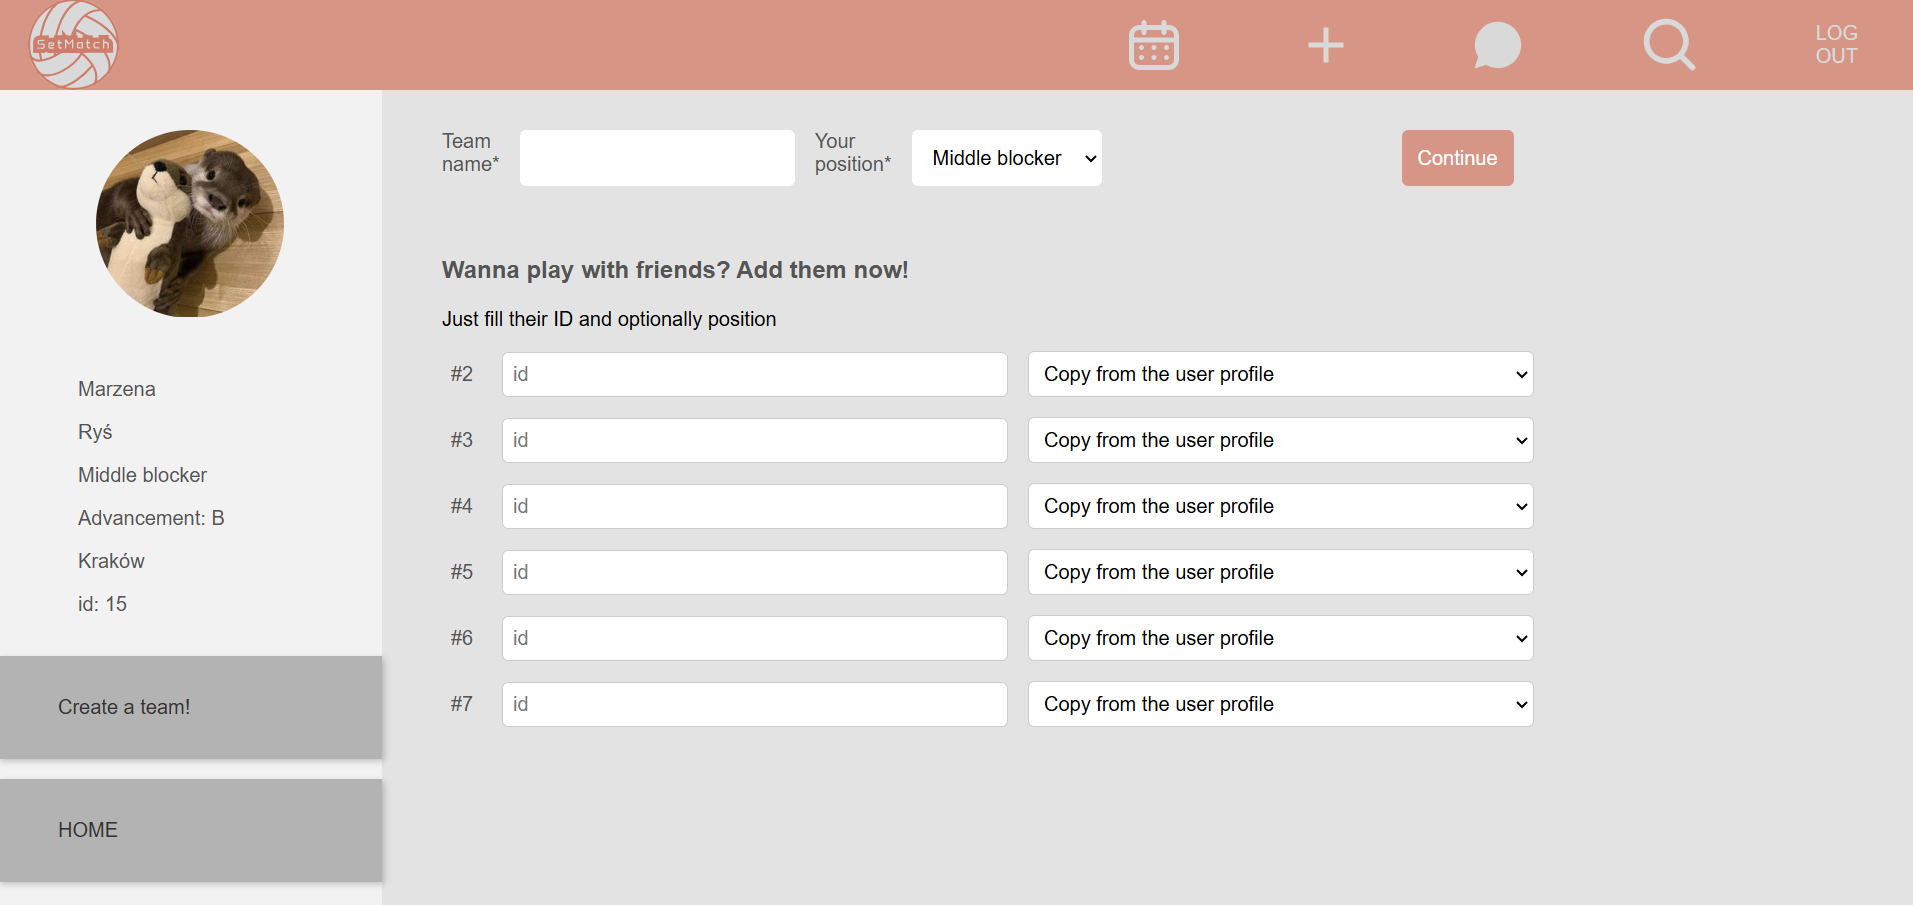 SetMatch
LOG
OUT
Marzena
Ryś
Middle blocker
Advancement: B
Kraków
id: 15
Create a team!
HOME
Team
name*
Your
position*
Middle blocker
Continue
Wanna play with friends? Add them now!
Just fill their ID and optionally position
#2 id Copy from the user profile
#3 id Copy from the user profile
#4 id Copy from the user profile
#5 id Copy from the user profile
#6 id Copy from the user profile
#7 id Copy from the user profile